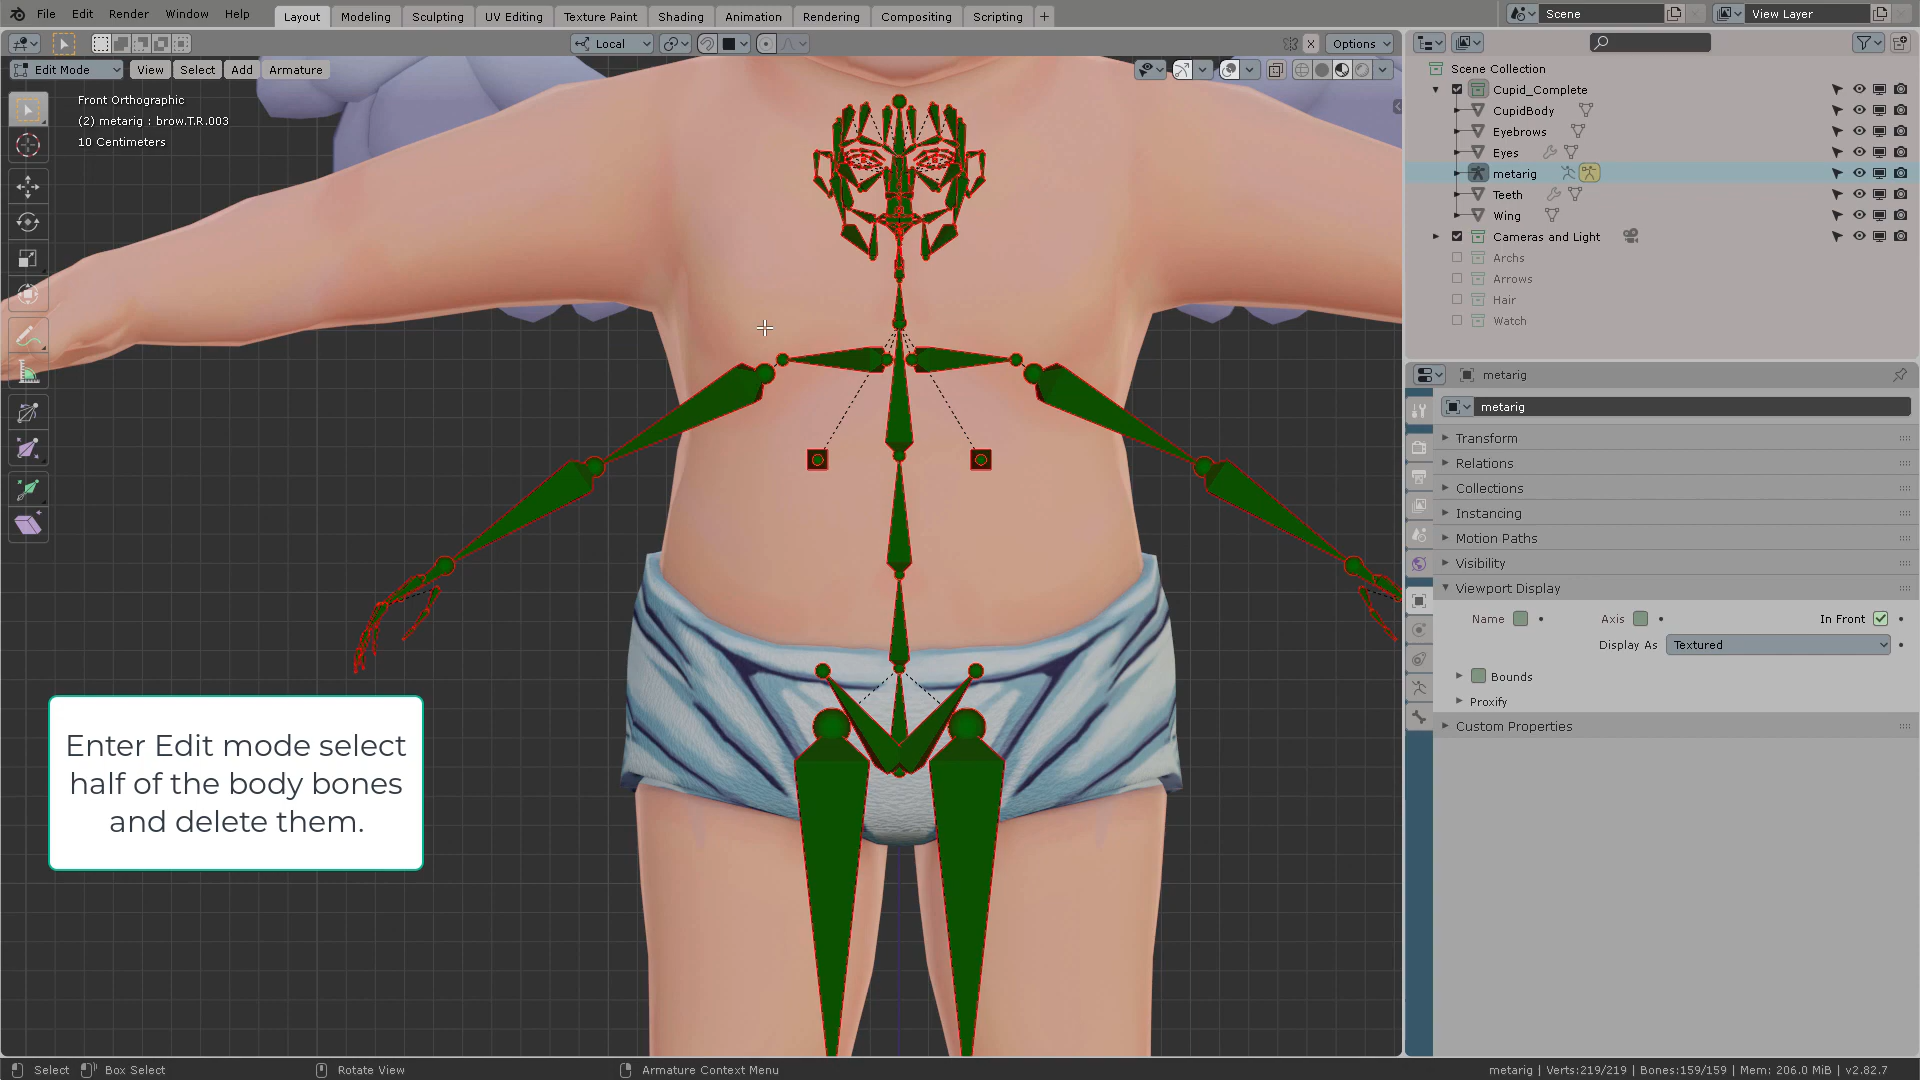 File Edit Render Window Help Layout Modeling Sculpting UV Editing Texture Paint Shading Animation Rendering Compositing Scripting + Scene View Layer
Local Options
Edit Mode View Select Add Armature
Front Orthographic
(2) metarig : brow.T.R.003
10 Centimeters
Enter Edit mode select
half of the body bones
and delete them.
Scene Collection
Cupid_Complete
CupidBody
Eyebrows
Eyes
metarig
Teeth
Wing
Cameras and Light
Archs
Arrows
Hair
Watch
metarig
metarig
Transform
Relations
Collections
Instancing
Motion Paths
Visibility
Viewport Display
Name Axis In Front
Display As Textured
Bounds
Proxify
Custom Properties
Select Box Select Rotate View Armature Context Menu metarig | Verts:219/219 | Bones:159/159 | Mem: 206.0 MiB | v2.82.7